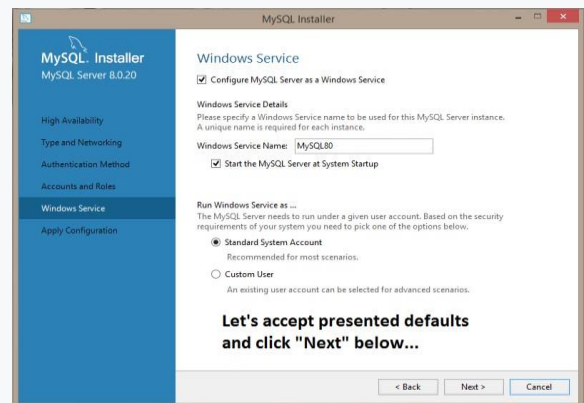 MySQL Installer
MySQL. Installer
MySQL Server 8.0.20
High Availability
Type and Networking
Authentication Method
Accounts and Roles
Windows Service
Apply Configuration
Windows Service
Configure MySQL Server as a Windows Service
Windows Service Details
Please specify a Windows Service name to be used for this MySQL Server instance.
A unique name is required for each instance.
Windows Service Name: MySQL80
Start the MySQL Server at System Startup
Run Windows Service as ...
The MySQL Server needs to run under a given user account. Based on the security
requirements of your system you need to pick one of the options below.
Standard System Account
Recommended for most scenarios.
Custom User
An existing user account can be selected for advanced scenarios.
Let's accept presented defaults
and click "Next" below...
< Back Next > Cancel